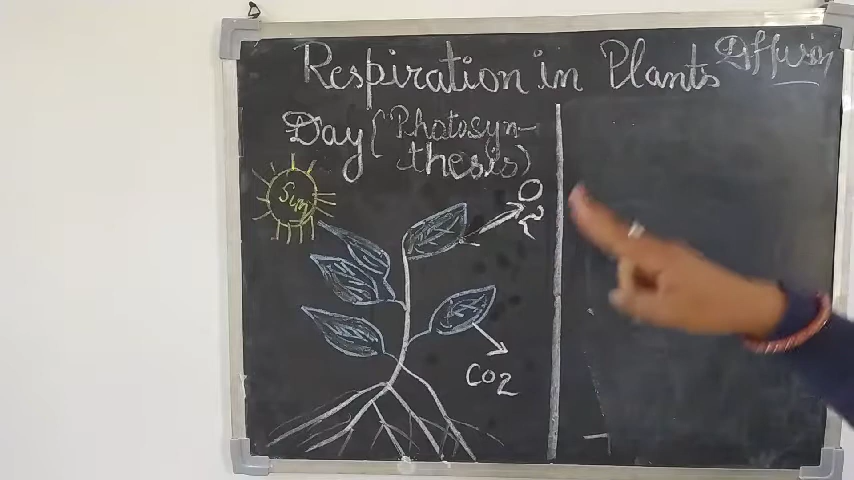 Respiration in Plants
Diffusion
Day (Photosyn-
thesis)
Sun
O2
CO2